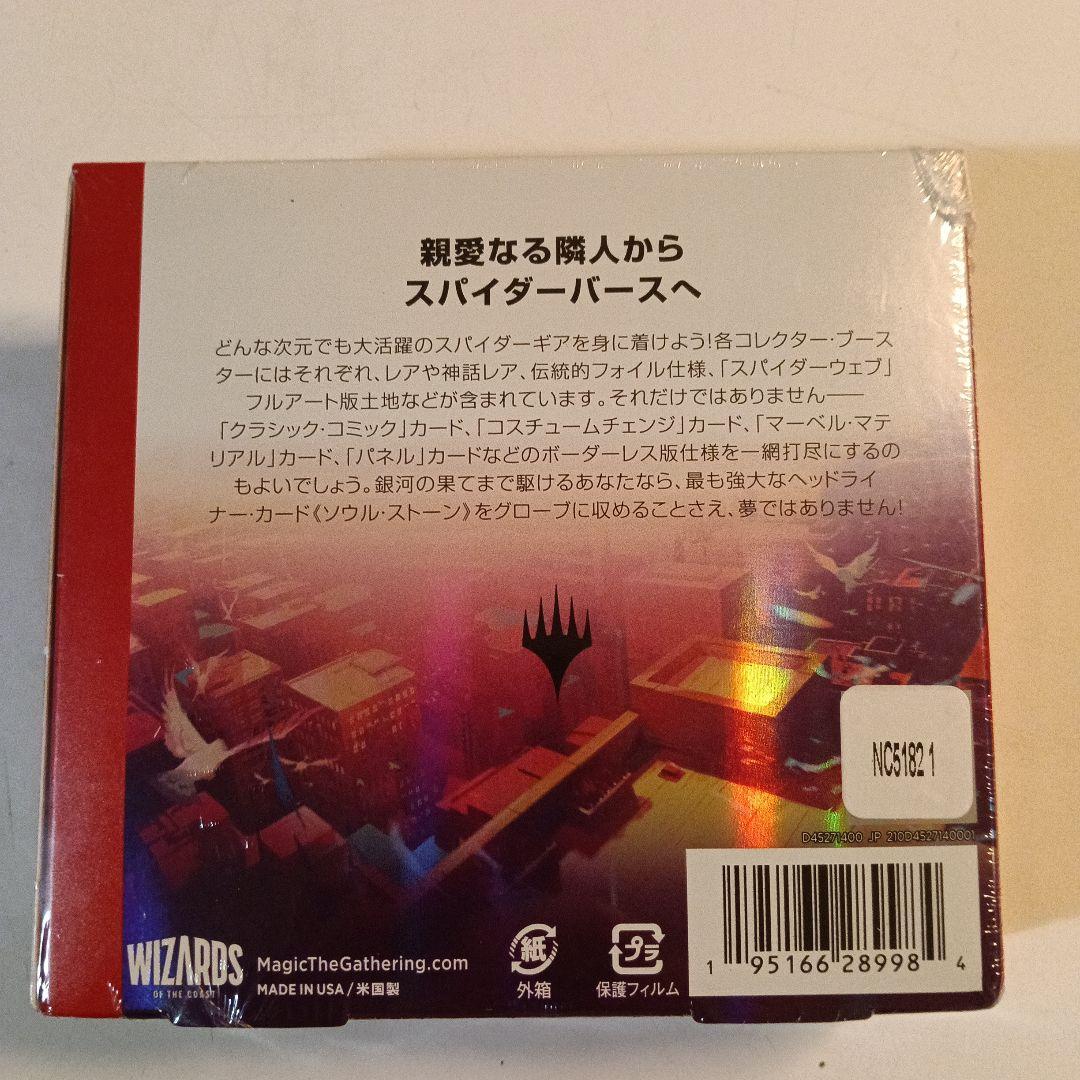 親愛なる隣人から
スパイダーバースへ
どんな次元でも大活躍のスパイダーギアを身に着けよう!各コレクター・ブース
ターにはそれぞれ、レアや神話レア、伝統的フォイル仕様、「スパイダーウェブ」
フルアート版土地などが含まれています。それだけではありません——
「クラシック・コミック」カード、「コスチュームチェンジ」カード、「マーベル・マテ
リアル」カード、「パネル」カードなどのボーダーレス版仕様を一網打尽にするの
もよいでしょう。銀河の果てまで駆けるあなたなら、最も強大なヘッドライ
ナー・カード《ソウル・ストーン》をグローブに収めることさえ、夢ではありません!
NC5182 1
D45271400 JP 210D4527140001
WIZARDS
OF THE COAST
MagicTheGathering.com
MADE IN USA / 米国製
紙
外箱
プラ
保護フィルム
1 95166 28998 4